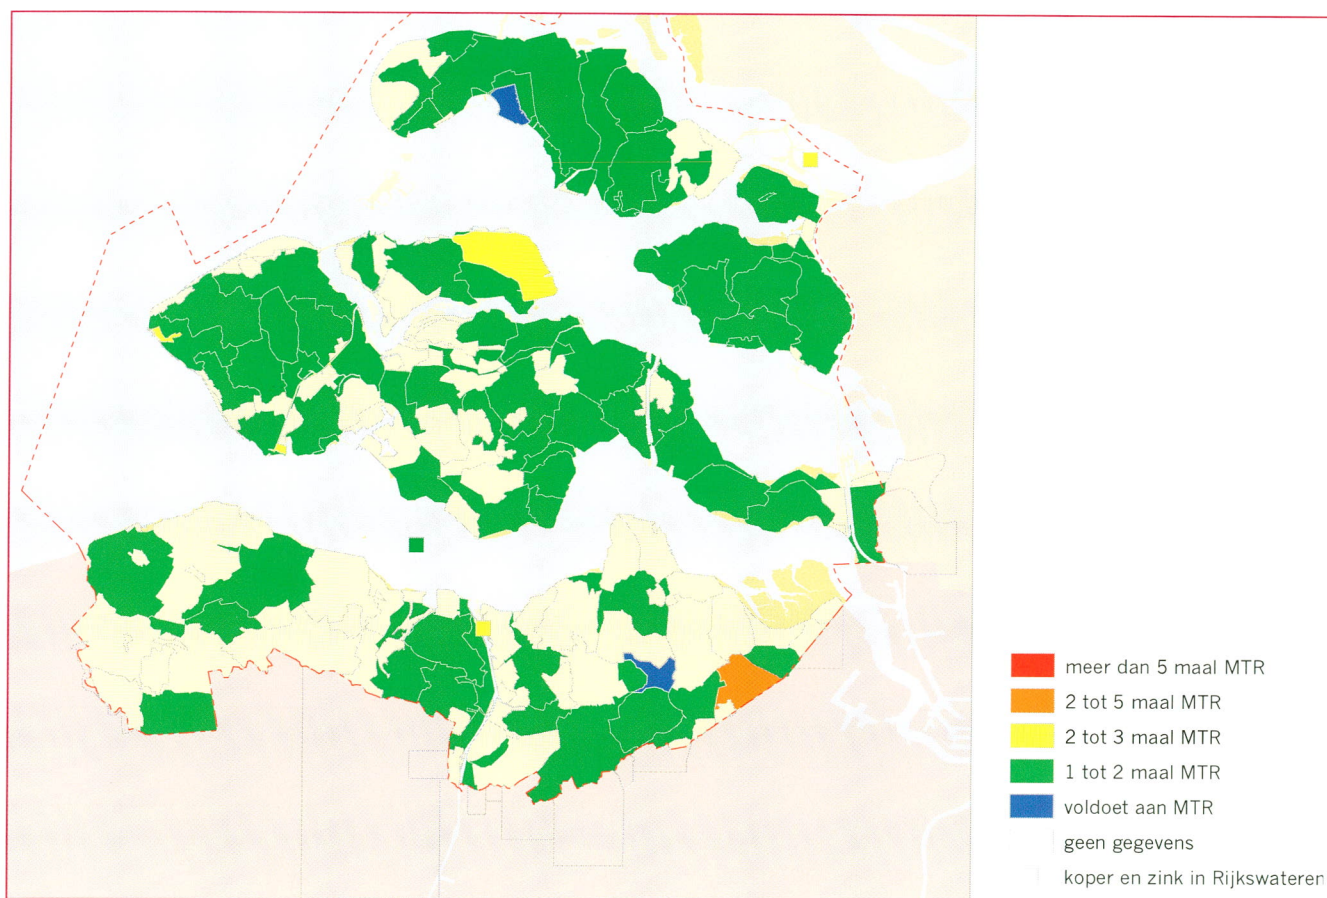 meer dan 5 maal MTR
2 tot 5 maal MTR
2 tot 3 maal MTR
1 tot 2 maal MTR
voldoet aan MTR
geen gegevens
koper en zink in Rijkswateren